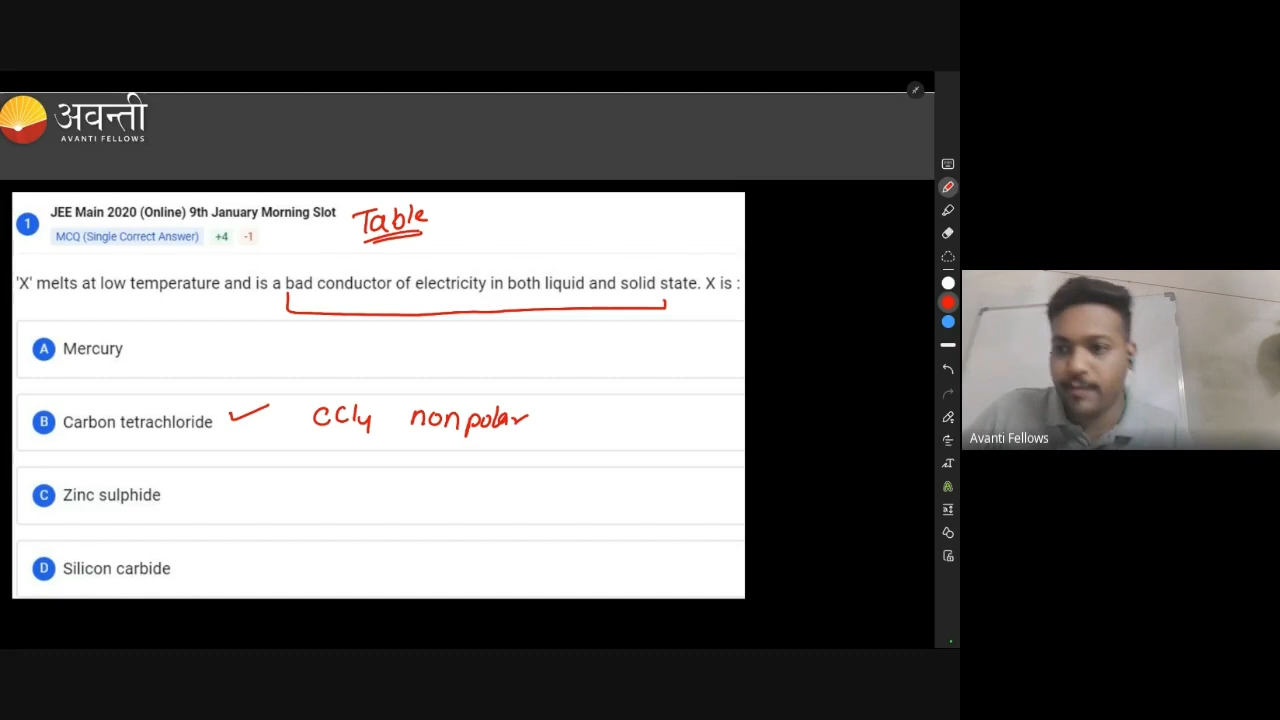 अवन्ती
AVANTI FELLOWS
1
JEE Main 2020 (Online) 9th January Morning Slot
Table
MCQ (Single Correct Answer) +4 -1
'X' melts at low temperature and is a bad conductor of electricity in both liquid and solid state. X is :
A Mercury
B Carbon tetrachloride CCl4 nonpolar
C Zinc sulphide
D Silicon carbide
Avanti Fellows